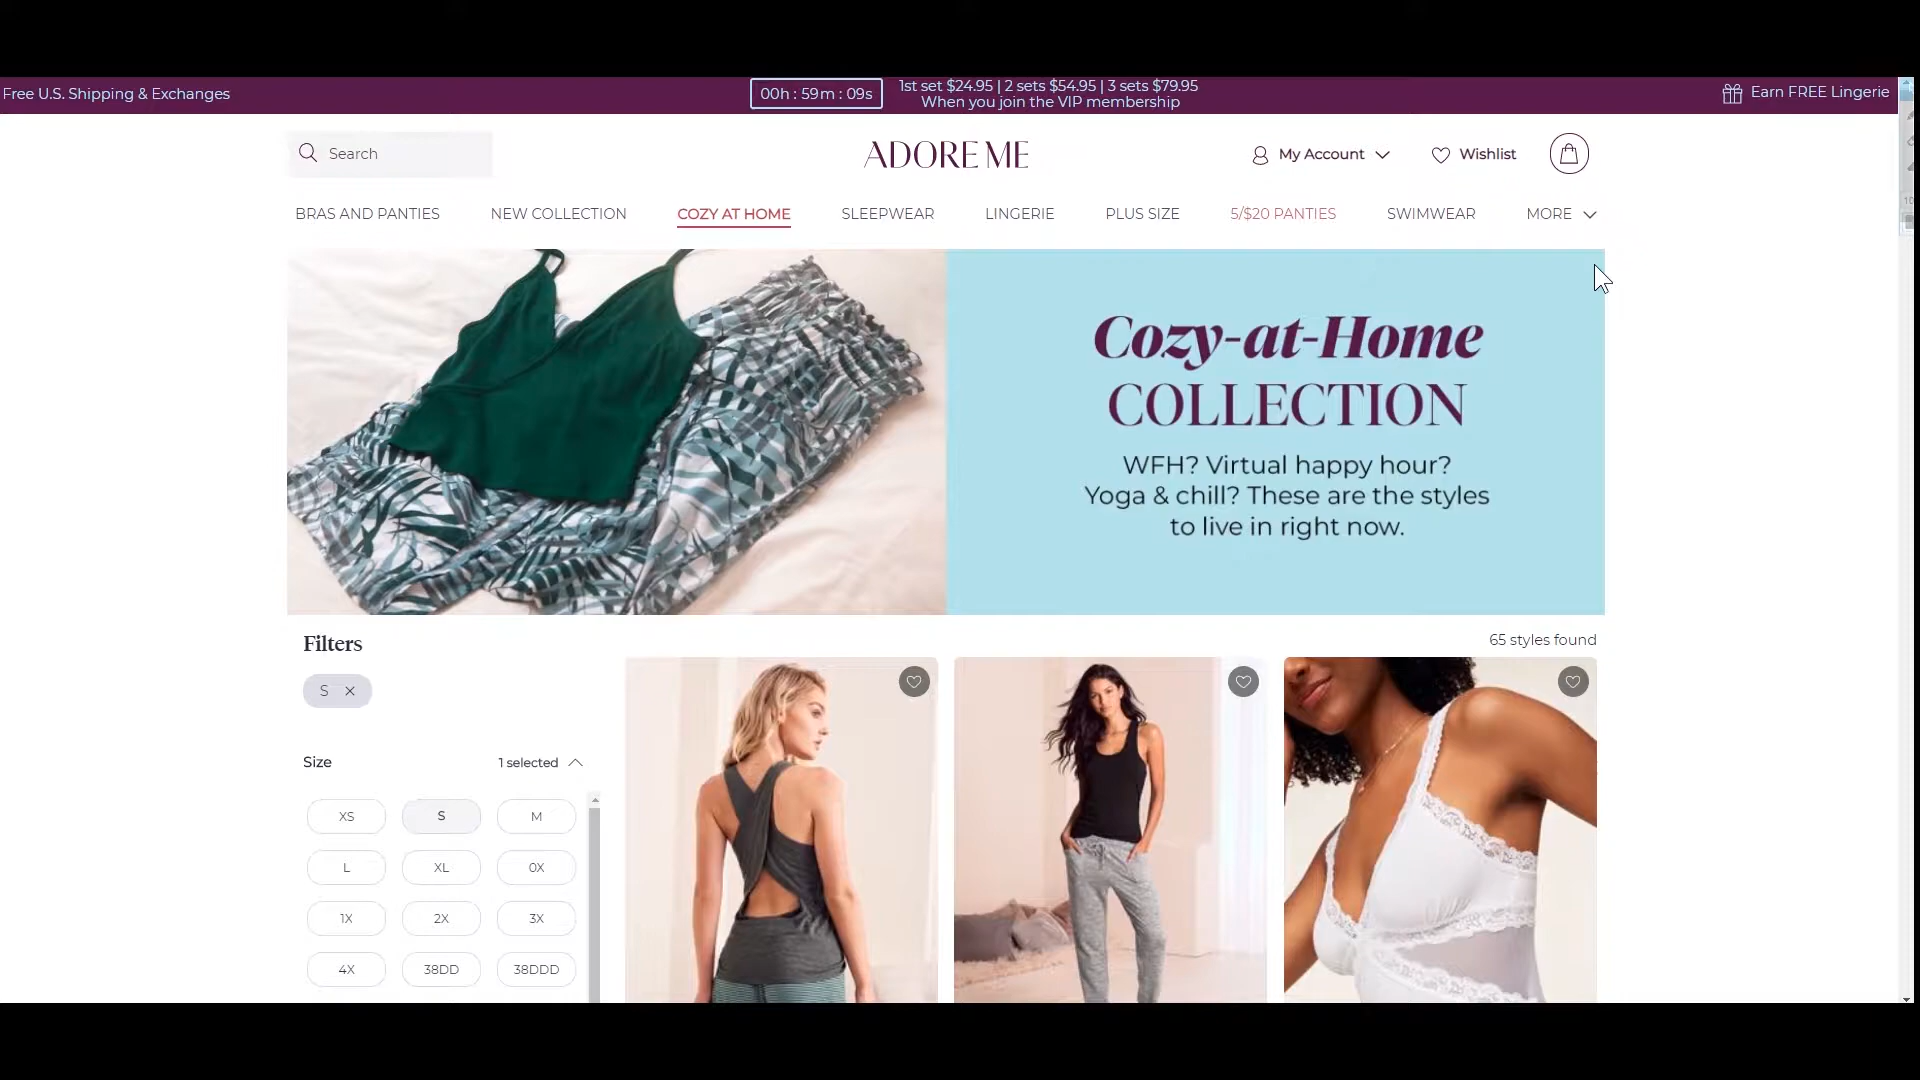 Free U.S. Shipping & Exchanges
00h : 59m : 09s
1st set $24.95 | 2 sets $54.95 | 3 sets $79.95
When you join the VIP membership
Earn FREE Lingerie
Search
ADORE ME
My Account
Wishlist
BRAS AND PANTIES NEW COLLECTION COZY AT HOME SLEEPWEAR LINGERIE PLUS SIZE 5/$20 PANTIES SWIMWEAR MORE
Cozy-at-Home
COLLECTION
WFH? Virtual happy hour?
Yoga & chill? These are the styles
to live in right now.
Filters
65 styles found
S ×
Size 1 selected
XS S M
L XL 0X
1X 2X 3X
4X 38DD 38DDD